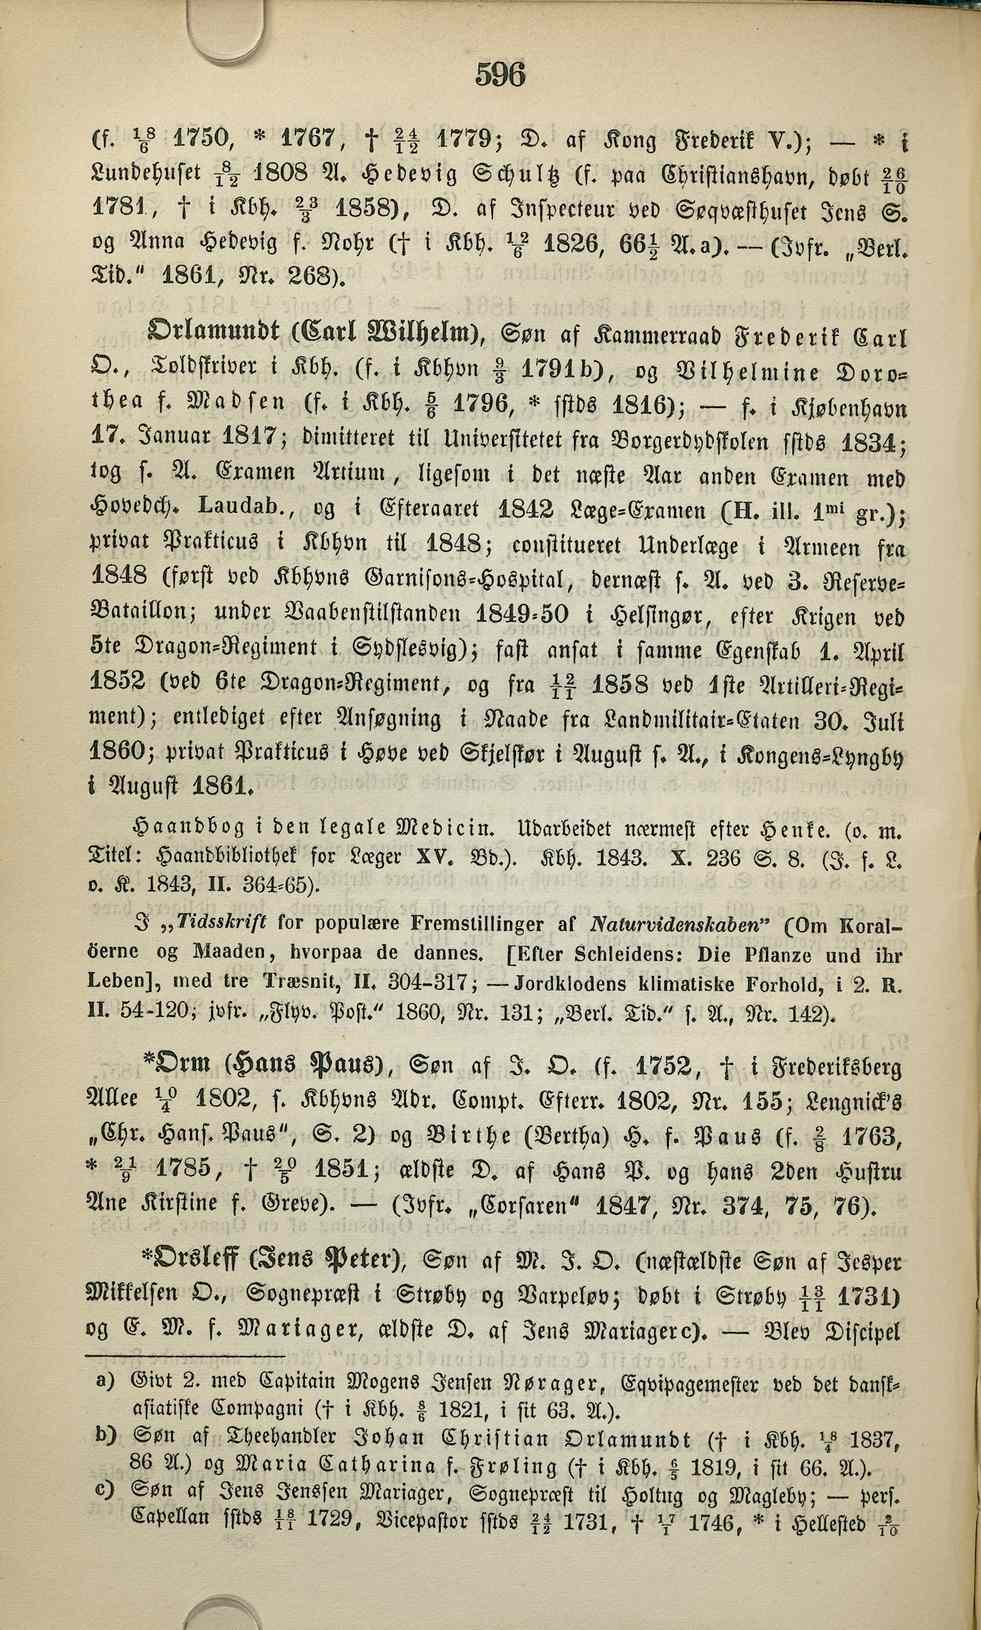 596
(f. 18/6 1750, * 1767, † 24/12 1779; D. af Kong Frederik V.); — * i
Lundehuset 8/12 1808 A. Hedevig Schultz (f. paa Christianshavn, døbt 26/10
1781, † i Kbh. 23/3 1858), D. af Inspecteur ved Søqvæsthuset Jens S.
og Anna Hedevig f. Mohr († i Kbh. 12/6 1826, 66½ A.a). — (Jvfr. „Berl.
Tid.“ 1861, Nr. 268).
Orlamundt (Carl Wilhelm), Søn af Kammerraad Frederik Carl
O., Toldskriver i Kbh. (f. i Kbhvn 9/3 1791b), og Vilhelmine Doro-
thea f. Madsen (f. i Kbh. 5/6 1796, * sstds 1816); — f. i Kjøbenhavn
17. Januar 1817; dimitteret til Universitetet fra Borgerdydskolen sstds 1834;
tog s. A. Examen Artium, ligesom i det næste Aar anden Examen med
Hovedch. Laudab., og i Efteraaret 1842 Læge-Examen (H. ill. 1mi gr.);
privat Prakticus i Kbhvn til 1848; constitueret Underlæge i Armeen fra
1848 (først ved Kbhvns Garnisons-Hospital, dernæst s. A. ved 3. Reserve-
Bataillon; under Vaabenstilstanden 1849-50 i Helsingør, efter Krigen ved
5te Dragon-Regiment i Sydslesvig); fast ansat i samme Egenskab 1. April
1852 (ved 6te Dragon-Regiment, og fra 12/11 1858 ved 1ste Artilleri-Regi-
ment); entlediget efter Ansøgning i Naade fra Landmilitair-Etaten 30. Juli
1860; privat Prakticus i Høve ved Skjelskør i August s. A., i Kongens-Lyngby
i August 1861.
Haandbog i den legale Medicin. Udarbeidet nærmest efter Henke. (o. m.
Titel: Haandbibliothek for Læger XV. Bd.). Kbh. 1843. X. 236 S. 8. (J. f. L.
o. K. 1843, II. 364-65).
I „Tidsskrift for populære Fremstillinger af Naturvidenskaben” (Om Koral-
öerne og Maaden, hvorpaa de dannes. [Efter Schleidens: Die Pflanze und ihr
Leben], med tre Træsnit, II. 304-317; — Jordklodens klimatiske Forhold, i 2. R.
II. 54-120; jvfr. „Flyv. Post.“ 1860, Nr. 131; „Berl. Tid.“ s. A., Nr. 142).
*Orm (Hans Paus), Søn af J. O. (f. 1752, † i Frederiksberg
Allee 10/4 1802, s. Kbhvns Adr. Compt. Efterr. 1802, Nr. 155; Lengnick's
„Chr. Hans. Paus“, S. 2) og Birthe (Bertha) H. f. Paus (f. 2/8 1763,
* 21/9 1785, † 20/5 1851; ældste D. af Hans P. og hans 2den Hustru
Ane Kirstine f. Greve). — (Jvfr. „Corsaren“ 1847, Nr. 374, 75, 76).
*Orsleff (Jens Peter), Søn af M. J. O. (næstældste Søn af Jesper
Mikkelsen O., Sognepræst i Strøby og Varpeløv; døbt i Strøby 13/11 1731)
og E. M. f. Mariager, ældste D. af Jens Mariagerc). — Blev Discipel
a) Givt 2. med Capitain Mogens Jensen Nørager, Eqvipagemester ved det dansk-
asiatiske Compagni († i Kbh. 8/6 1821, i sit 63. A.).
b) Søn af Theehandler Johan Christian Orlamundt († i Kbh. 18/4 1837,
86 A.) og Maria Catharina f. Frøling († i Kbh. 6/5 1819, i sit 66. A.).
c) Søn af Jens Jenssen Mariager, Sognepræst til Holtug og Magleby; — pers.
Capellan sstds 18/11 1729, Vicepastor sstds 24/12 1731, † 17/1 1746, * i Hellested 2/10